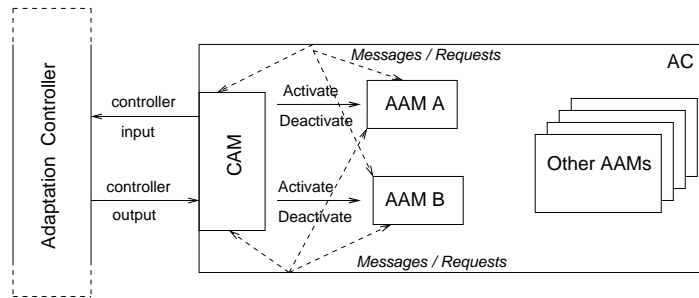 Messages / Requests
AC
Adaptation Controller
controller
input
controller
output
CAM
Activate
Deactivate
AAM A
Activate
Deactivate
AAM B
Other AAMs
Messages / Requests